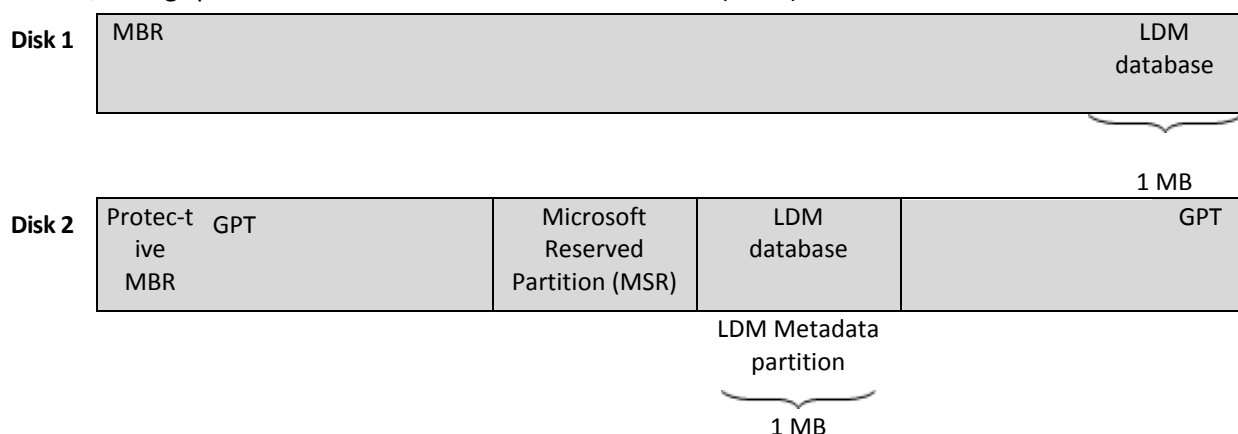 Disk 1
MBR
LDM
database
1 MB
Disk 2
Protec-t
ive
MBR
GPT
Microsoft
Reserved
Partition (MSR)
LDM
database
GPT
LDM Metadata
partition
1 MB